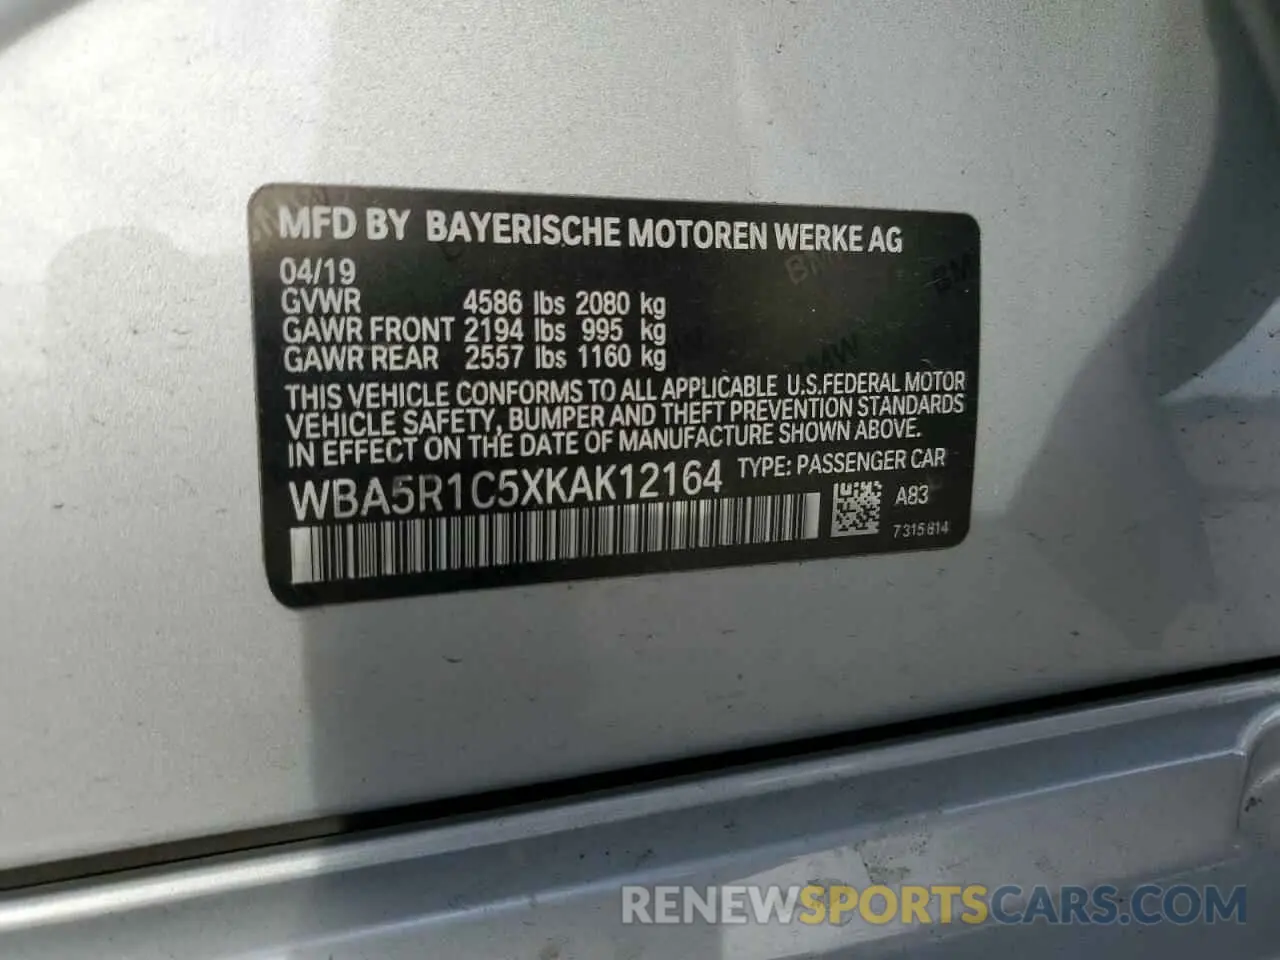 MFD BY BAYERISCHE MOTOREN WERKE AG
04/19
GVWR 4586 lbs 2080 kg
GAWR FRONT 2194 lbs 995 kg
GAWR REAR 2557 lbs 1160 kg
THIS VEHICLE CONFORMS TO ALL APPLICABLE U.S.FEDERAL MOTOR
VEHICLE SAFETY, BUMPER AND THEFT PREVENTION STANDARDS
IN EFFECT ON THE DATE OF MANUFACTURE SHOWN ABOVE.
WBA5R1C5XKAK12164 TYPE: PASSENGER CAR
A83
7315814
RENEWSPORTSCARS.COM